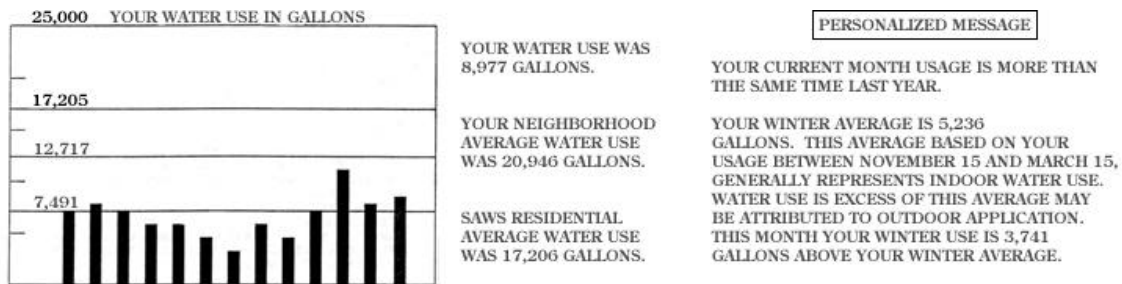 25,000 YOUR WATER USE IN GALLONS
17,205
12,717
7,491
YOUR WATER USE WAS
8,977 GALLONS.
YOUR NEIGHBORHOOD
AVERAGE WATER USE
WAS 20,946 GALLONS.
SAWS RESIDENTIAL
AVERAGE WATER USE
WAS 17,206 GALLONS.
PERSONALIZED MESSAGE
YOUR CURRENT MONTH USAGE IS MORE THAN
THE SAME TIME LAST YEAR.
YOUR WINTER AVERAGE IS 5,236
GALLONS. THIS AVERAGE BASED ON YOUR
USAGE BETWEEN NOVEMBER 15 AND MARCH 15,
GENERALLY REPRESENTS INDOOR WATER USE.
WATER USE IS EXCESS OF THIS AVERAGE MAY
BE ATTRIBUTED TO OUTDOOR APPLICATION.
THIS MONTH YOUR WINTER USE IS 3,741
GALLONS ABOVE YOUR WINTER AVERAGE.